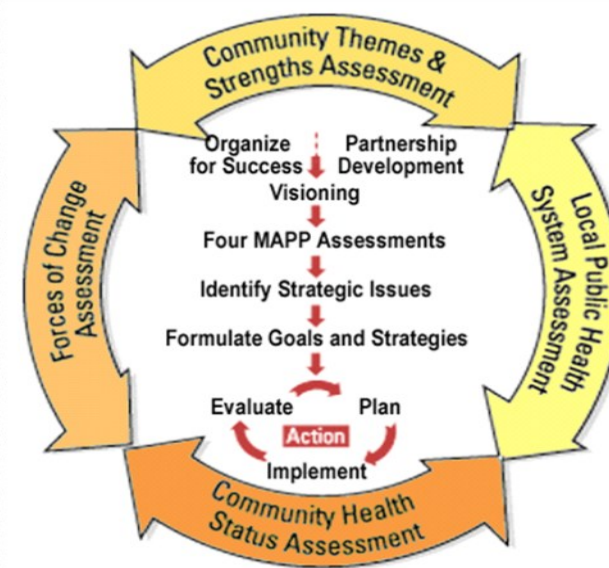 Community Themes &
Strengths Assessment
Organize Partnership
for Success Development
Visioning
Four MAPP Assessments
Identify Strategic Issues
Formulate Goals and Strategies
Evaluate Plan
Action
Implement
Forces of Change
Assessment
Local Public Health
System Assessment
Community Health
Status Assessment